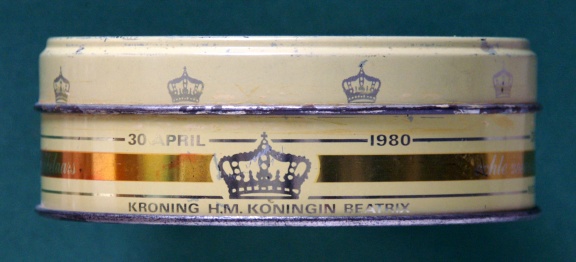 30 APRIL 1980
KRONING H.M. KONINGIN BEATRIX